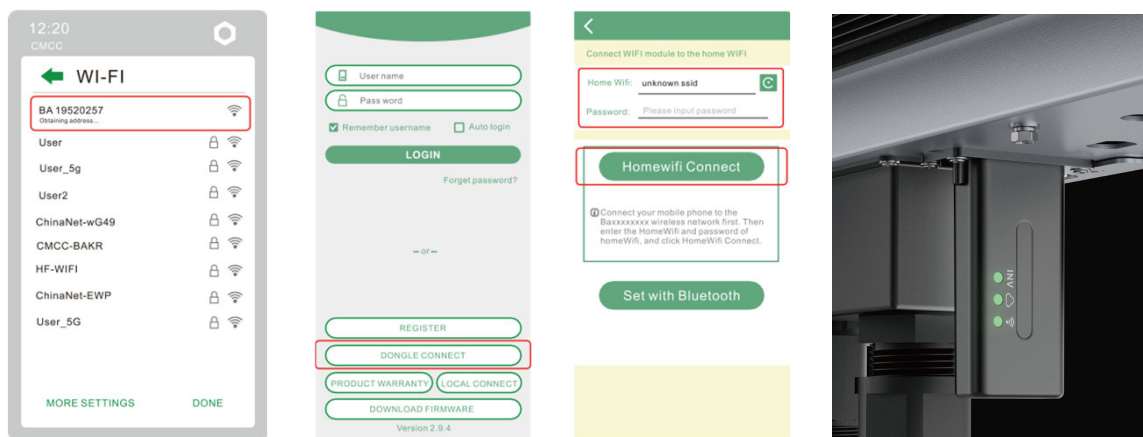 12:20
CMCC
WI-FI
BA 19520257
Obtaining address...
User
User_5g
User2
ChinaNet-wG49
CMCC-BAKR
HF-WIFI
ChinaNet-EWP
User_5G
MORE SETTINGS
DONE
User name
Pass word
Remember username
Auto login
LOGIN
Forget password?
– or –
REGISTER
DONGLE CONNECT
PRODUCT WARRANTY
LOCAL CONNECT
DOWNLOAD FIRMWARE
Version 2.9.4
Connect WIFI module to the home WIFI
Home Wifi: unknown ssid
Password: Please input password
Homewifi Connect
Connect your mobile phone to the
Baxxxxxxxx wireless network first. Then
enter the HomeWifi and password of
homeWifi, and click HomeWifi Connect.
Set with Bluetooth
INV